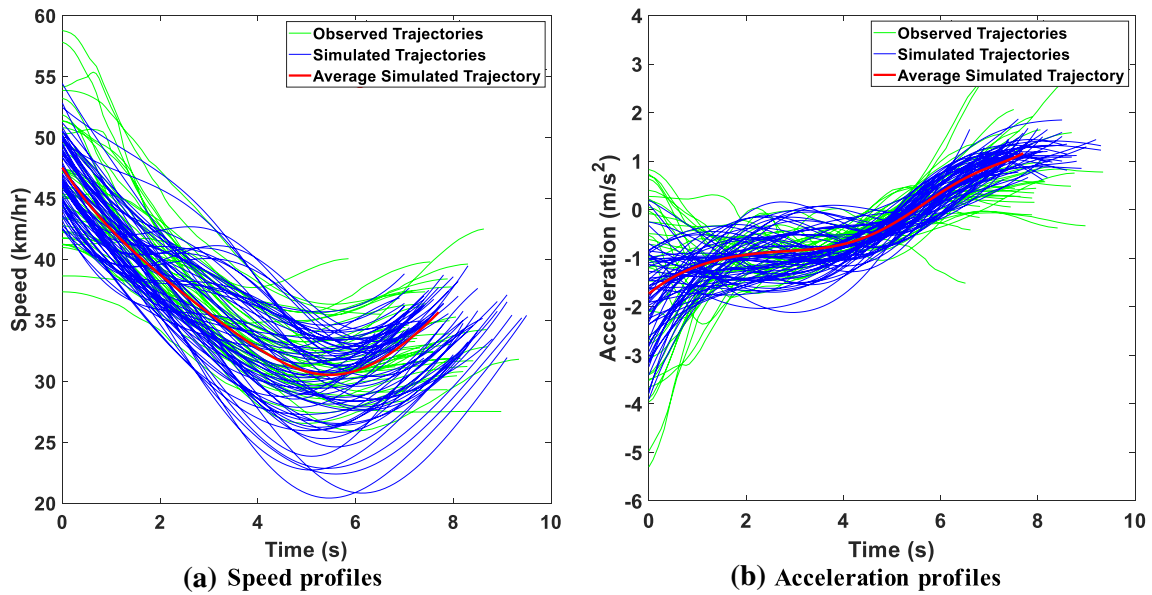 60
55
50
45
40
35
30
25
20
0
2
4
6
8
10
Speed (km/hr)
Time (s)
Observed Trajectories
Simulated Trajectories
Average Simulated Trajectory
(a) Speed profiles
4
3
2
1
0
-1
-2
-3
-4
-5
-6
0
2
4
6
8
10
Acceleration (m/s²)
Time (s)
Observed Trajectories
Simulated Trajectories
Average Simulated Trajectory
(b) Acceleration profiles